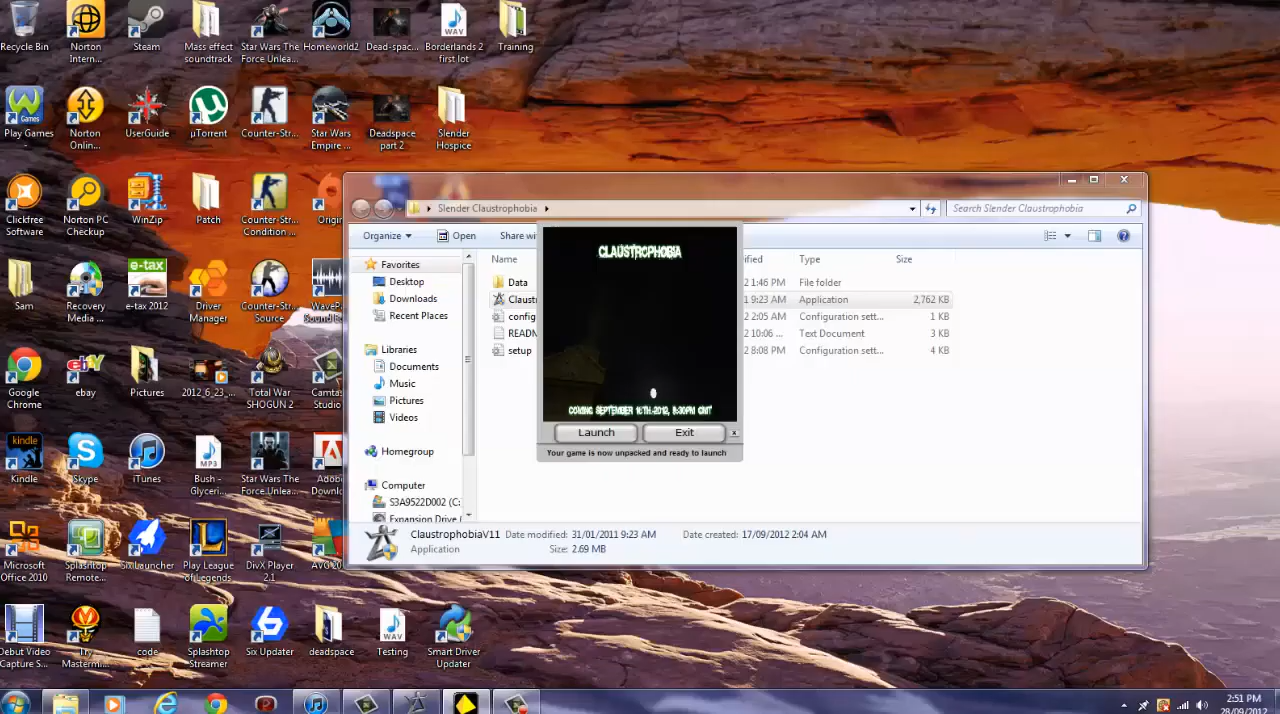 Recycle Bin
Norton Intern...
Steam
Mass effect soundtrack
Star Wars The Force Unlea...
Homeworld2
Dead-spac...
Borderlands 2 first lot
Training
Play Games -
Norton Online...
UserGuide
µTorrent
Counter-Str...
Star Wars Empire ...
Deadspace part 2
Slender Hospice
Clickfree Software
Norton PC Checkup
WinZip
Patch
Counter-Str... Condition ...
Origi
Sam
Recovery Media ...
e-tax 2012
Driver Manager
Counter-Str... Source
WavePa
Google Chrome
ebay
Pictures
2012_6_23_...
Total War SHOGUN 2
Camtas Studio
Kindle
Skype
iTunes
Bush - Glyceri...
Star Wars The Force Unlea...
Adob
Downlo
Microsoft Office 2010
Splashtop Remote...
SixLauncher
Play League of Legends
DivX Player 2.1
AVG 20
Debut Video Capture S...
Try Mastermi...
code
Splashtop Streamer
Six Updater
deadspace
Testing
Smart Driver Updater
Slender Claustrophobia
Search Slender Claustrophobia
Organize
Open
Share wi
Favorites
Desktop
Downloads
Recent Places
Libraries
Documents
Music
Pictures
Videos
Homegroup
Computer
S3A9522D002 (C:
Expansion Drive (
Name
ified
Type
Size
Data
2 1:46 PM
File folder
Claustr
1 9:23 AM
Application
2,762 KB
config
2 2:05 AM
Configuration sett...
1 KB
READM
2 10:06 ...
Text Document
3 KB
setup
2 8:08 PM
Configuration sett...
4 KB
CLAUSTROPHOBIA
COMING SEPTEMBER 16TH 2012, 8:30PM GMT
Launch
Exit
x
Your game is now unpacked and ready to launch
ClaustrophobiaV11
Date modified: 31/01/2011 9:23 AM
Date created: 17/09/2012 2:04 AM
Application
Size: 2.69 MB
2:51 PM
28/09/2012